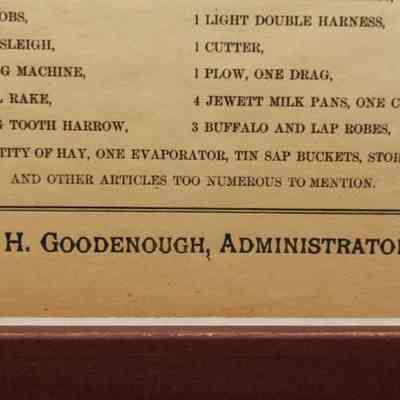 OBS, 1 LIGHT DOUBLE HARNESS,
SLEIGH, 1 CUTTER,
G MACHINE, 1 PLOW, ONE DRAG,
L RAKE, 4 JEWETT MILK PANS, ONE C
G TOOTH HARROW, 3 BUFFALO AND LAP ROBES,
TITY OF HAY, ONE EVAPORATOR, TIN SAP BUCKETS, STOR
AND OTHER ARTICLES TOO NUMEROUS TO MENTION.
H. GOODENOUGH, ADMINISTRATO